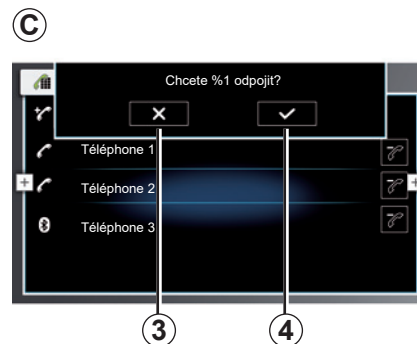 C
Chcete %1 odpojit?
Téléphone 1
Téléphone 2
Téléphone 3
3 4